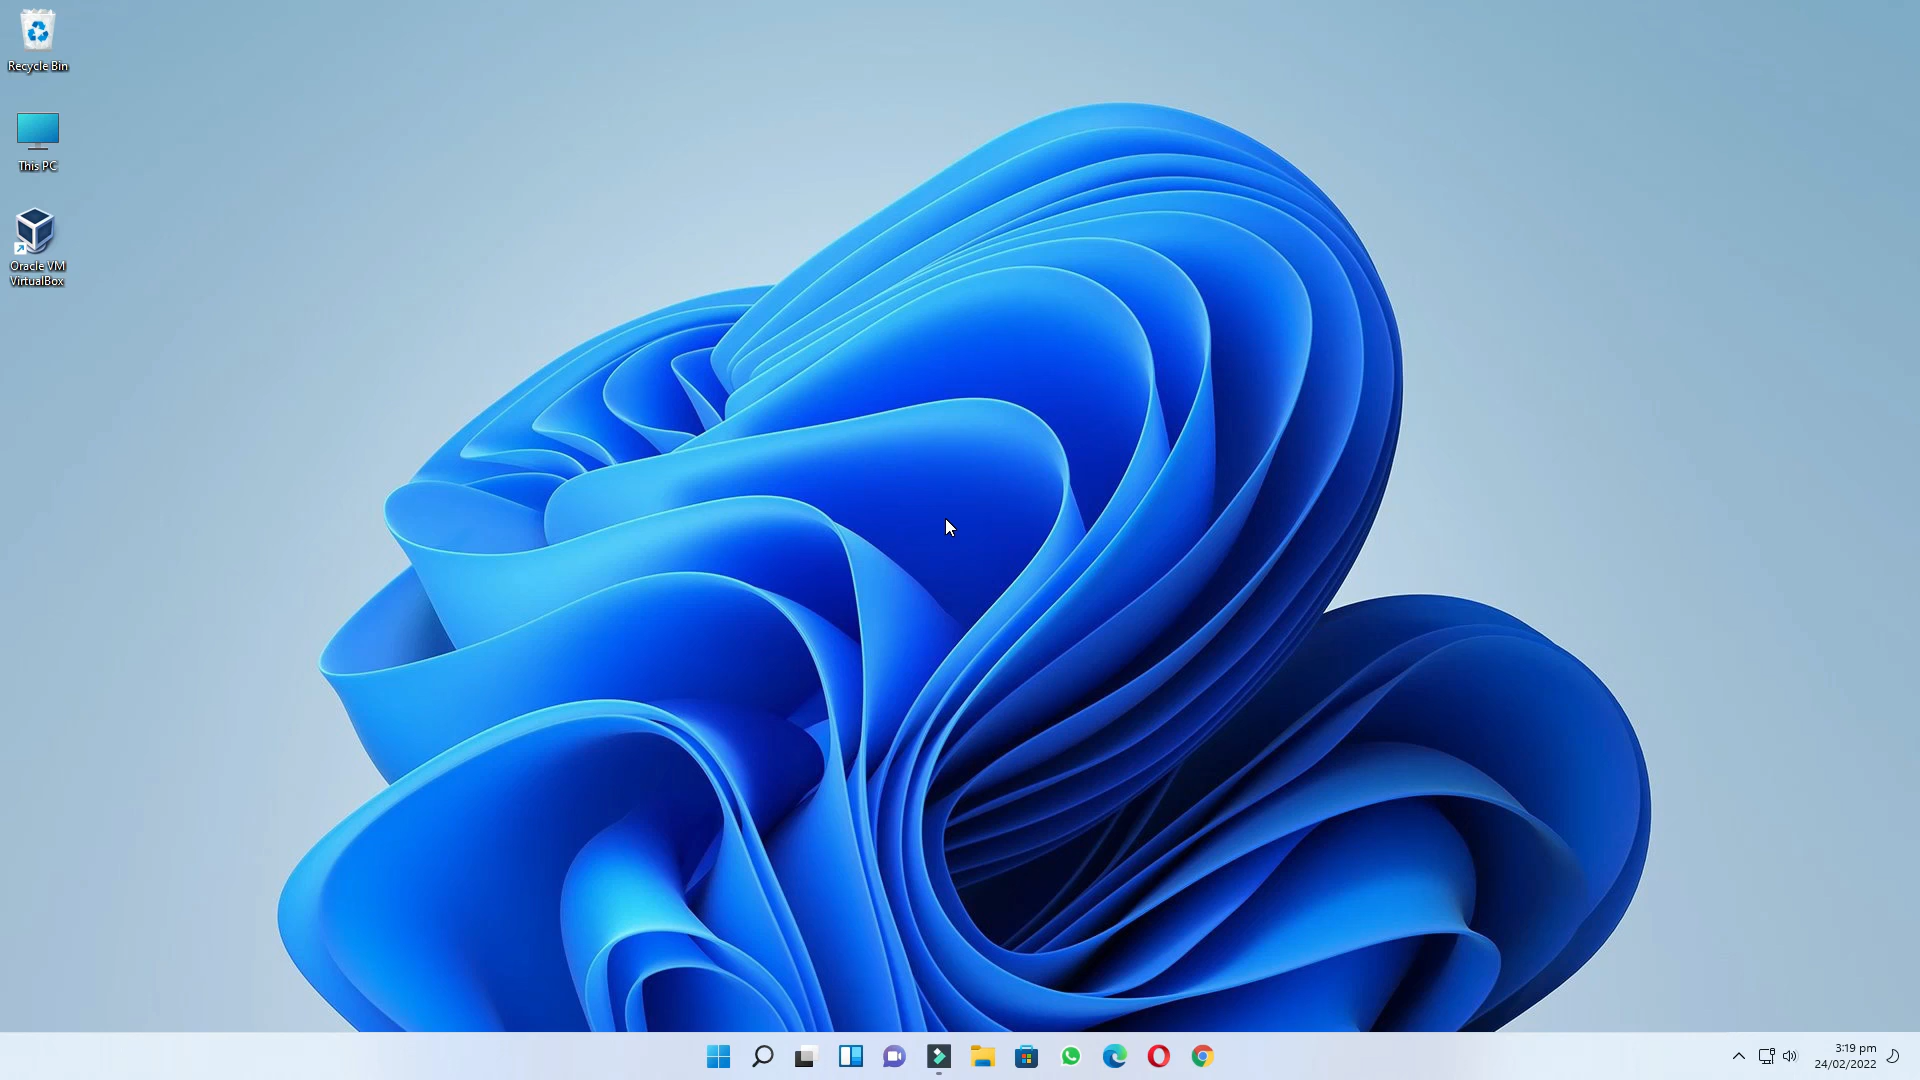 Recycle Bin
This PC
Oracle VM
VirtualBox
3:19 pm
24/02/2022